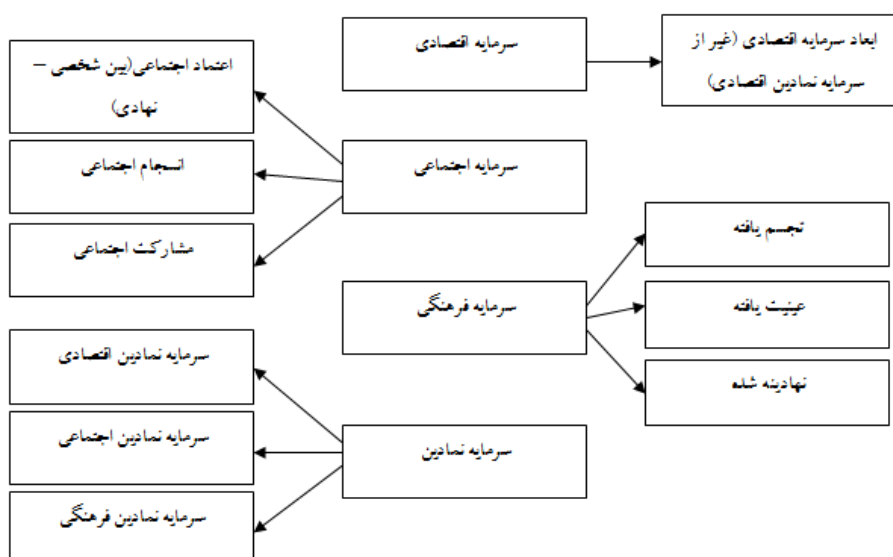 سرمایه اقتصادی
ابعاد سرمایه اقتصادی (غیر از
سرمایه نمادین اقتصادی)
سرمایه اجتماعی
اعتماد اجتماعی(بین شخصی –
نهادی)
انسجام اجتماعی
مشارکت اجتماعی
سرمایه فرهنگی
تجسم یافته
عینیت یافته
نهادینه شده
سرمایه نمادین
سرمایه نمادین اقتصادی
سرمایه نمادین اجتماعی
سرمایه نمادین فرهنگی